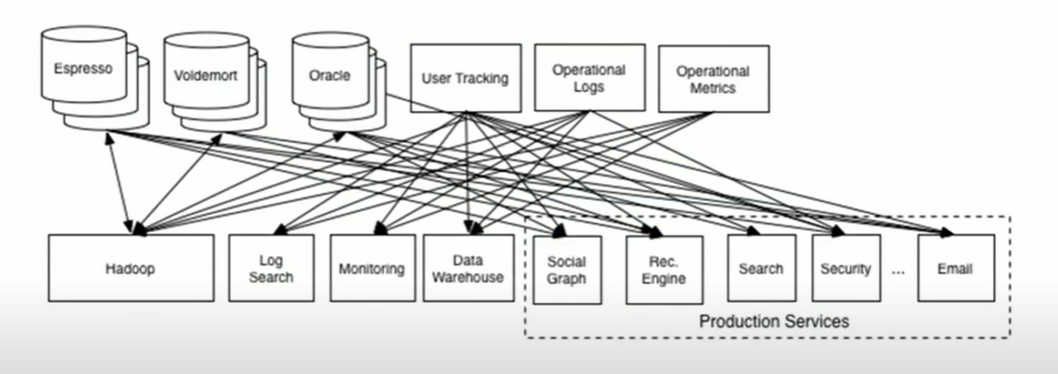 Espresso
Voldemort
Oracle
User Tracking
Operational
Logs
Operational
Metrics
Hadoop
Log
Search
Monitoring
Data
Warehouse
Social
Graph
Rec.
Engine
Search
Security
...
Email
Production Services